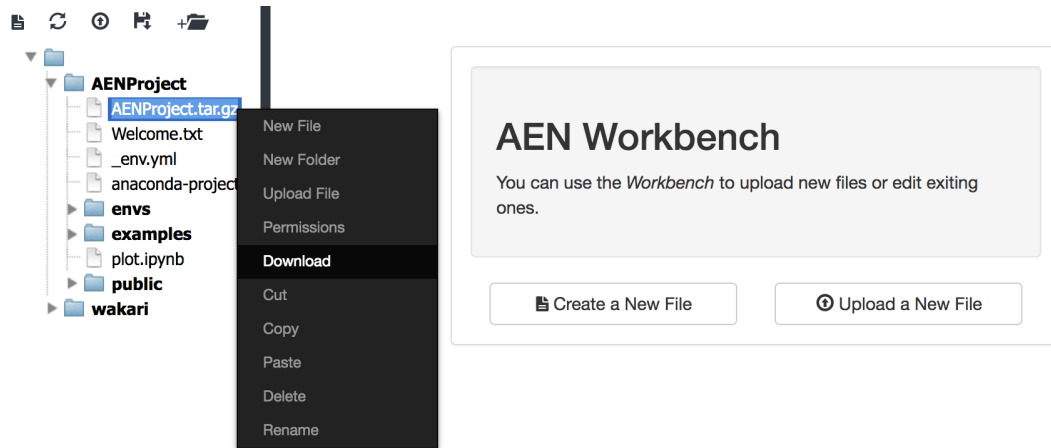 AENProject
AENProject.tar.gz
Welcome.txt
_env.yml
anaconda-project
envs
examples
plot.ipynb
public
wakari
New File
New Folder
Upload File
Permissions
Download
Cut
Copy
Paste
Delete
Rename
AEN Workbench
You can use the Workbench to upload new files or edit exiting
ones.
Create a New File
Upload a New File